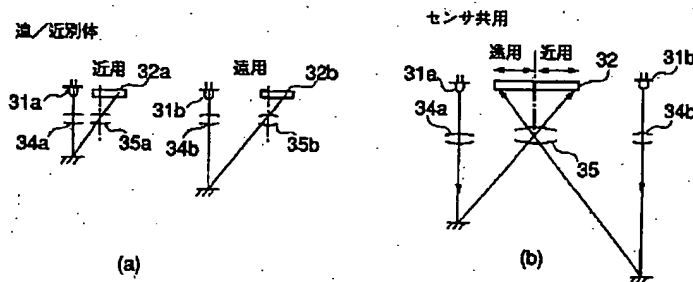 遠／近別体
近用
32a
31a
34a
35a
遠用
32b
31b
34b
35b
(a)
センサ共用
遠用
近用
31a
32
31b
34a
34b
35
(b)